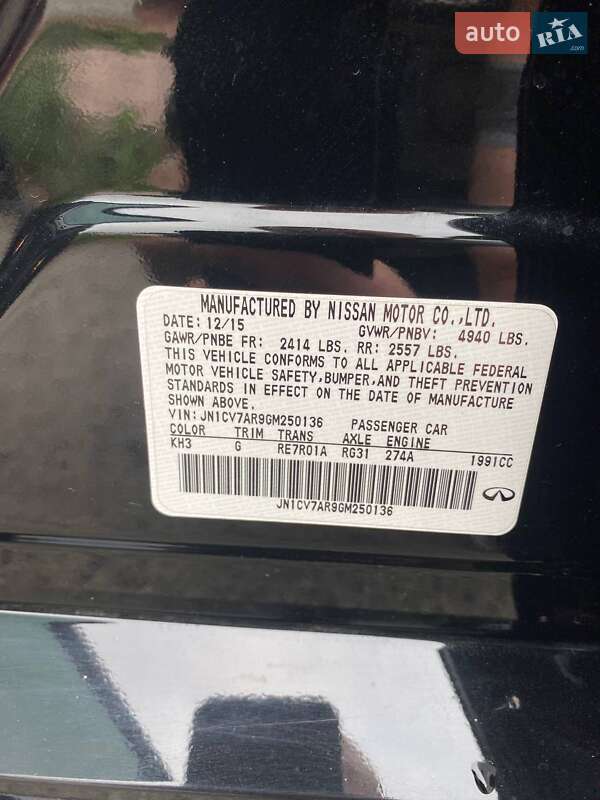 auto RIA.com
MANUFACTURED BY NISSAN MOTOR CO.,LTD.
DATE: 12/15 GVWR/PNBV: 4940 LBS.
GAWR/PNBE FR: 2414 LBS. RR: 2557 LBS.
THIS VEHICLE CONFORMS TO ALL APPLICABLE FEDERAL
MOTOR VEHICLE SAFETY,BUMPER,AND THEFT PREVENTION
STANDARDS IN EFFECT ON THE DATE OF MANUFACTURE
SHOWN ABOVE.
VIN: JN1CV7AR9GM250136 PASSENGER CAR
COLOR TRIM TRANS AXLE ENGINE
KH3 G RE7R01A RG31 274A 1991CC
JN1CV7AR9GM250136